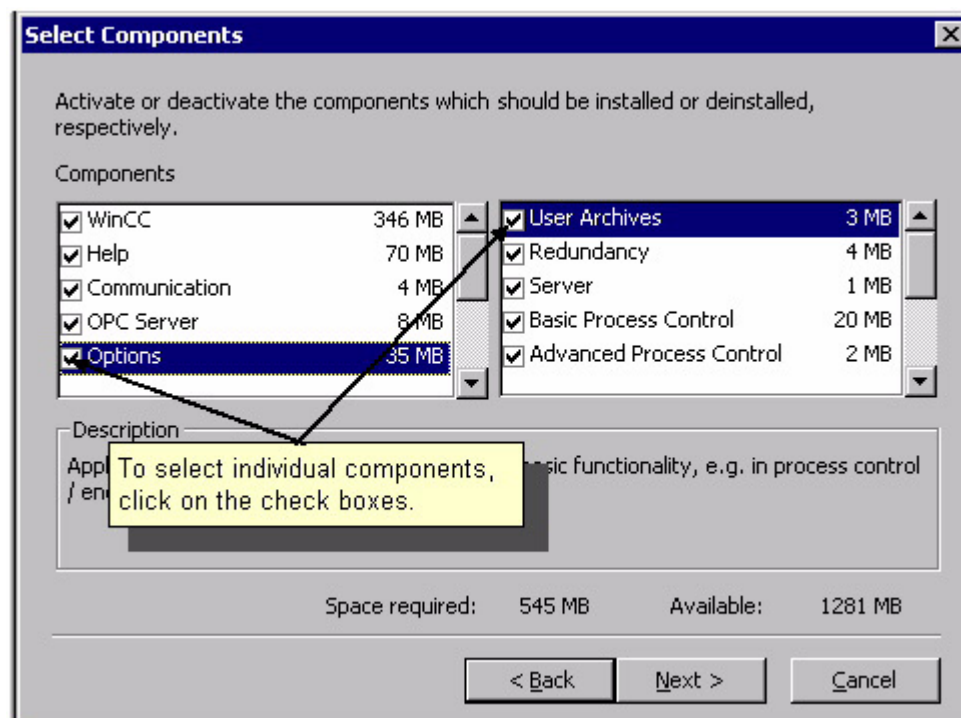 Select Components
Activate or deactivate the components which should be installed or deinstalled,
respectively.
Components
WinCC 346 MB
Help 70 MB
Communication 4 MB
OPC Server 8 MB
Options 35 MB
User Archives 3 MB
Redundancy 4 MB
Server 1 MB
Basic Process Control 20 MB
Advanced Process Control 2 MB
Description
functionality, e.g. in process control
/
To select individual components,
click on the check boxes.
Space required: 545 MB Available: 1281 MB
< Back Next > Cancel